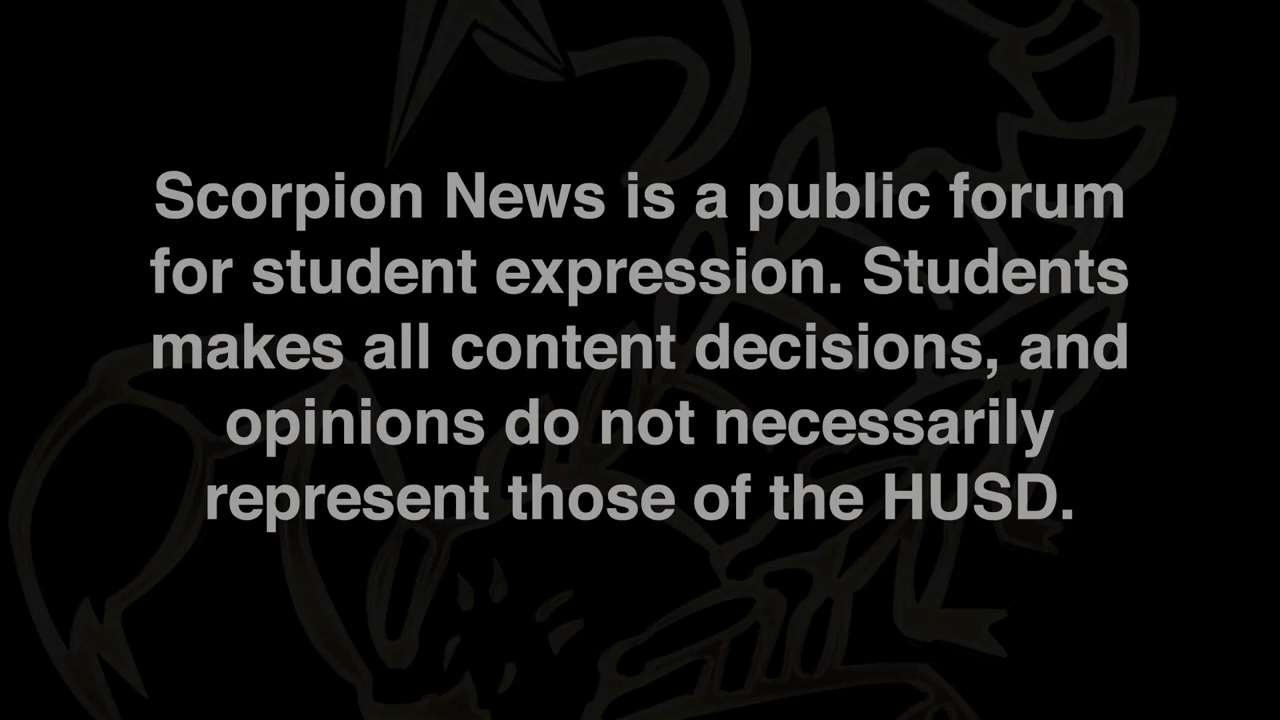 Scorpion News is a public forum
for student expression. Students
makes all content decisions, and
opinions do not necessarily
represent those of the HUSD.